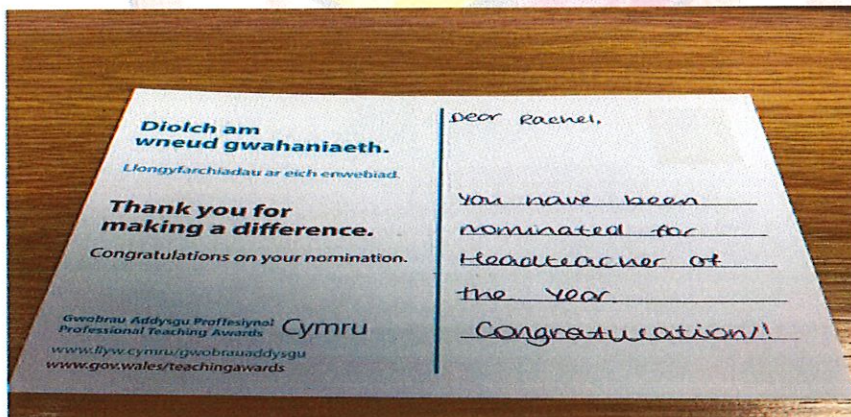 Diolch am
wneud gwahaniaeth.
Llongyfarchiadau ar eich enwebiad.
Thank you for
making a difference.
Congratulations on your nomination.
Gwobrau Addysgu Proffesiynol
Professional Teaching Awards Cymru
www.llyw.cymru/gwobrauaddysgu
www.gov.wales/teachingawards
Dear Rachel,
You have been
nominated for
Headteacher of
the Year.
Congratulations!